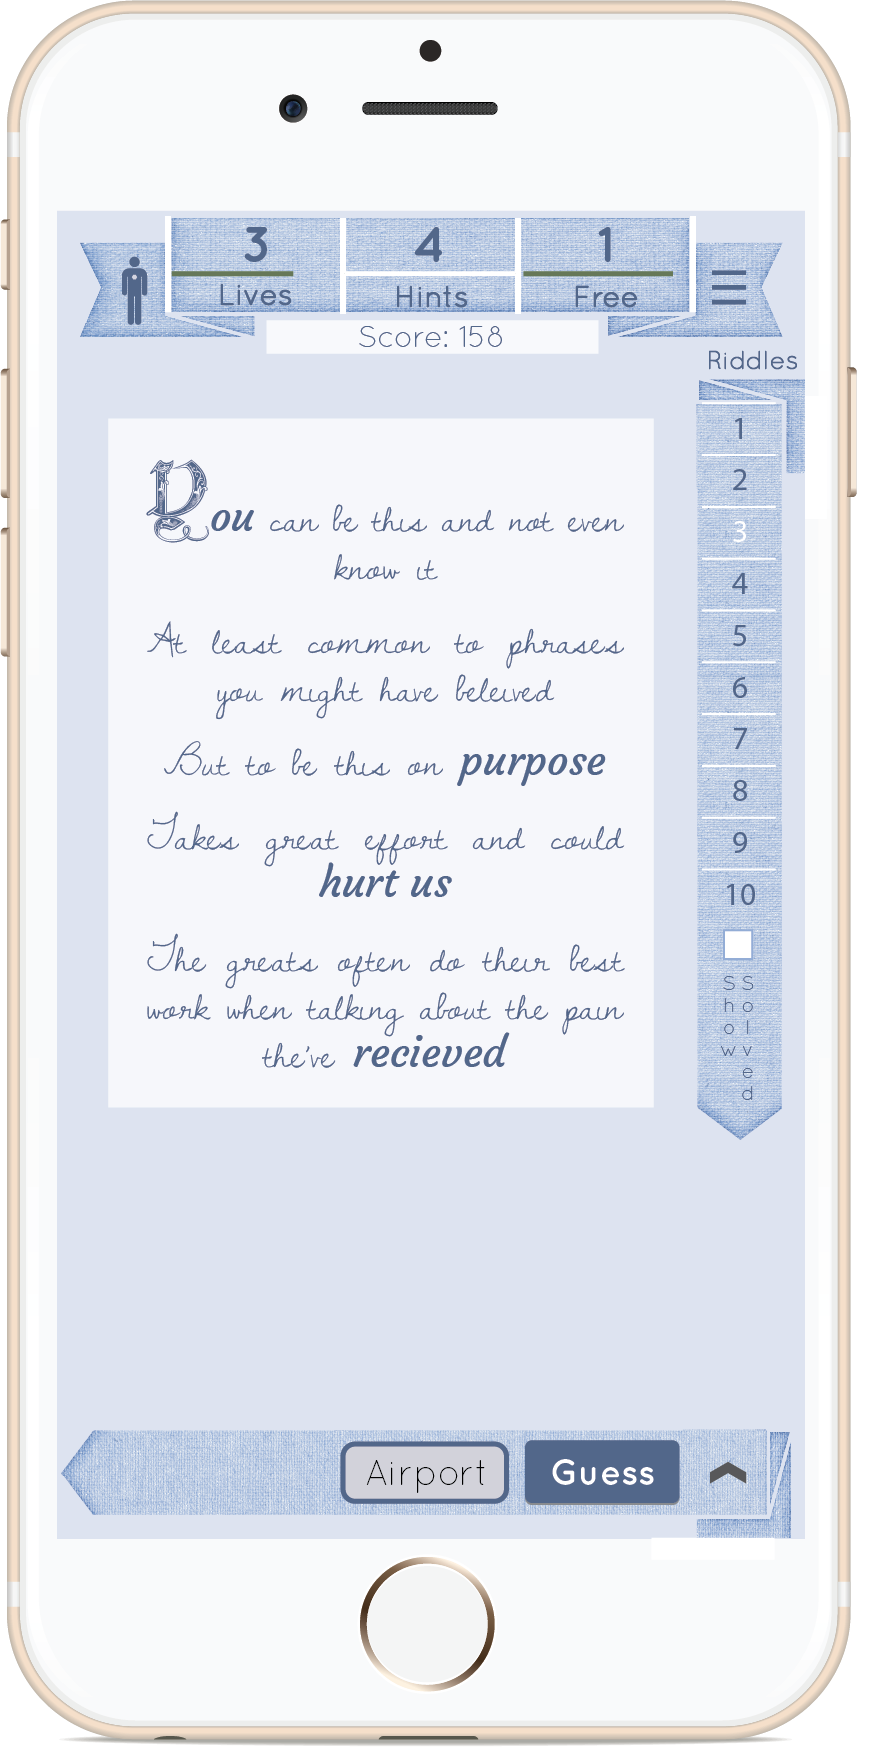 3
Lives
4
Hints
1
Free
Score: 158
Riddles
You can be this and not even
know it
At least common to phrases
you might have beleived
But to be this on purpose
Takes great effort and could
hurt us
The greats often do their best
work when talking about the pain
the've recieved
1
2
3
4
5
6
7
8
9
10
Show
Solved
Airport
Guess